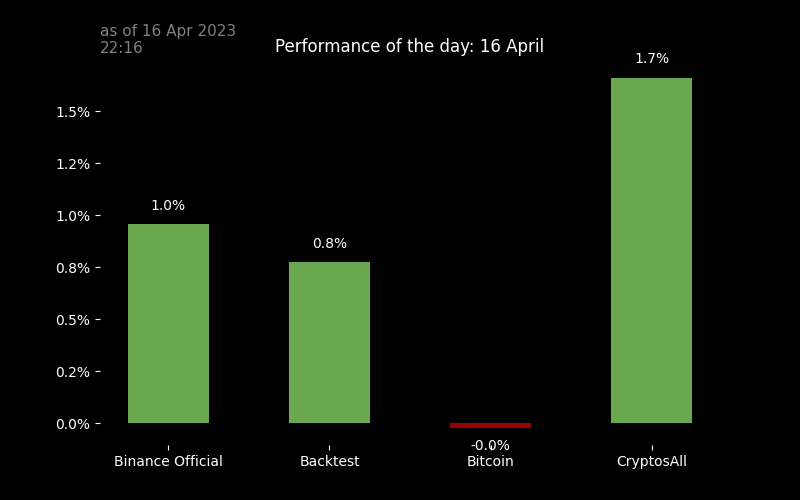 as of 16 Apr 2023
22:16
Performance of the day: 16 April
1.7%
1.5%
1.2%
1.0%
1.0%
0.8%
0.8%
0.5%
0.2%
0.0%
-0.0%
Binance Official
Backtest
Bitcoin
CryptosAll